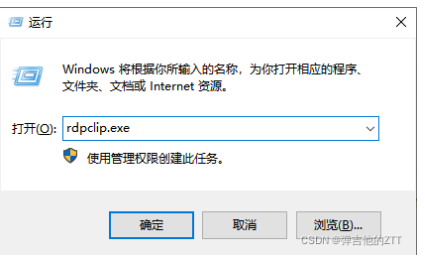 运行
Windows 将根据你所输入的名称，为你打开相应的程序、
文件夹、文档或 Internet 资源。
打开(O): rdpclip.exe
使用管理权限创建此任务。
确定 取消 浏览(B)...
CSDN @弹吉他的ZTT